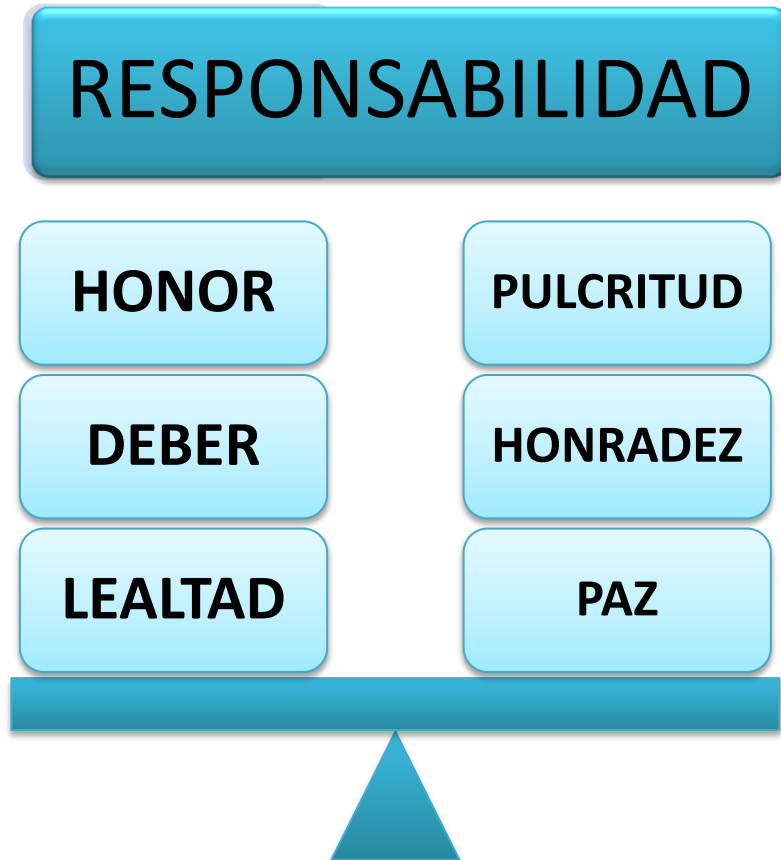 RESPONSABILIDAD
HONOR
PULCRITUD
DEBER
HONRADEZ
LEALTAD
PAZ